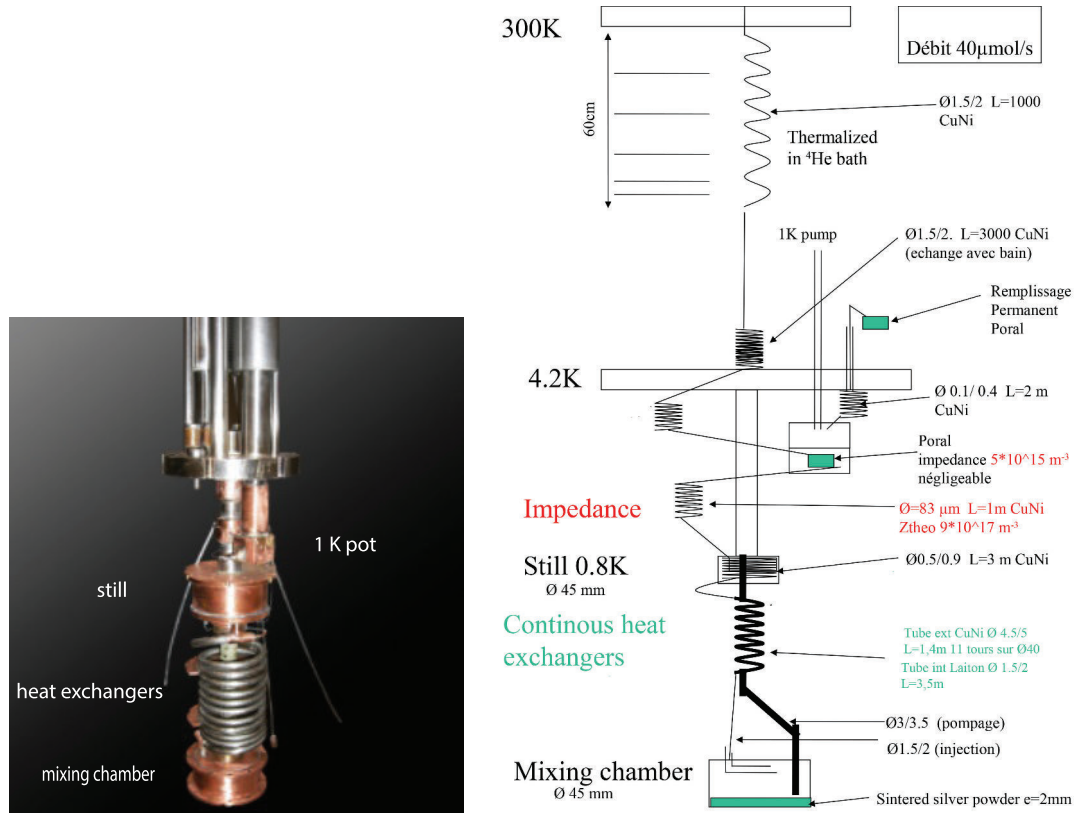 1 K pot
still
heat exchangers
mixing chamber
300K
Débit 40µmol/s
60cm
Ø1.5/2 L=1000
CuNi
Thermalized
in ⁴He bath
1K pump
Ø1.5/2. L=3000 CuNi
(echange avec bain)
Remplissage
Permanent
Poral
4.2K
Ø 0.1/ 0.4 L=2 m
CuNi
Poral
impedance 5*10^15 m⁻³
négligeable
Impedance
Ø=83 µm L=1m CuNi
Ztheo 9*10^17 m⁻³
Still 0.8K
Ø 45 mm
Ø0.5/0.9 L=3 m CuNi
Continous heat
exchangers
Tube ext CuNi Ø 4.5/5
L=1,4m 11 tours sur Ø40
Tube int Laiton Ø 1.5/2
L=3,5m
Ø3/3.5 (pompage)
Ø1.5/2 (injection)
Mixing chamber
Ø 45 mm
Sintered silver powder e=2mm